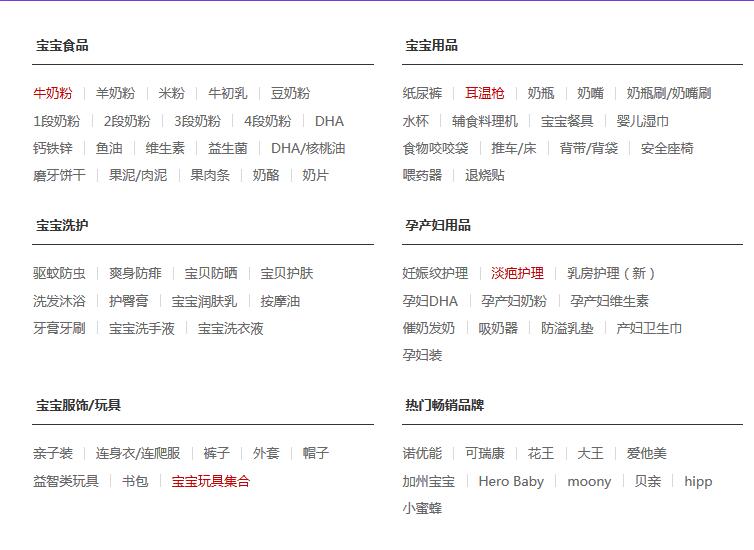 宝宝食品
牛奶粉 羊奶粉 米粉 牛初乳 豆奶粉
1段奶粉 2段奶粉 3段奶粉 4段奶粉 DHA
钙铁锌 鱼油 维生素 益生菌 DHA/核桃油
磨牙饼干 果泥/肉泥 果肉条 奶酪 奶片
宝宝用品
纸尿裤 耳温枪 奶瓶 奶嘴 奶瓶刷/奶嘴刷
水杯 辅食料理机 宝宝餐具 婴儿湿巾
食物咬咬袋 推车/床 背带/背袋 安全座椅
喂药器 退烧贴
宝宝洗护
驱蚊防虫 爽身防痱 宝贝防晒 宝贝护肤
洗发沐浴 护臀膏 宝宝润肤乳 按摩油
牙膏牙刷 宝宝洗手液 宝宝洗衣液
孕产妇用品
妊娠纹护理 淡疤护理 乳房护理（新）
孕妇DHA 孕产妇奶粉 孕产妇维生素
催奶发奶 吸奶器 防溢乳垫 产妇卫生巾
孕妇装
宝宝服饰/玩具
亲子装 连身衣/连爬服 裤子 外套 帽子
益智类玩具 书包 宝宝玩具集合
热门畅销品牌
诺优能 可瑞康 花王 大王 爱他美
加州宝宝 Hero Baby moony 贝亲 hipp
小蜜蜂